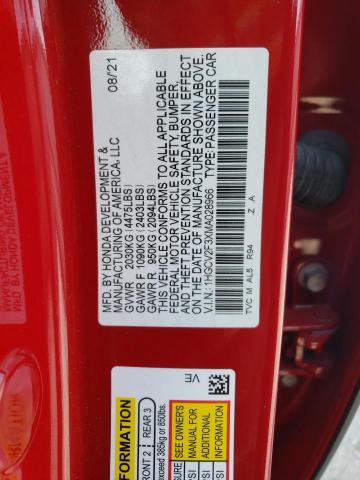 MFD. BY HONDA DEVELOPMENT & 08/21
MANUFACTURING OF AMERICA, LLC
GVWR 2030KG (4475LBS)
GAWR F 1090KG (2403LBS)
GAWR R 950KG (2094LBS)
THIS VEHICLE CONFORMS TO ALL APPLICABLE
FEDERAL MOTOR VEHICLE SAFETY, BUMPER,
AND THEFT PREVENTION STANDARDS IN EFFECT
ON THE DATE OF MANUFACTURE SHOWN ABOVE.
V.I.N.: 1HGCV2F3XMA028966 TYPE: PASSENGER CAR
TVC M AL5 R94 Z A
VE
FORMATION
FRONT 2 REAR 3
exceed 385kg or 850lbs.
SURE SEE OWNER'S
MANUAL FOR
ADDITIONAL
INFORMATION